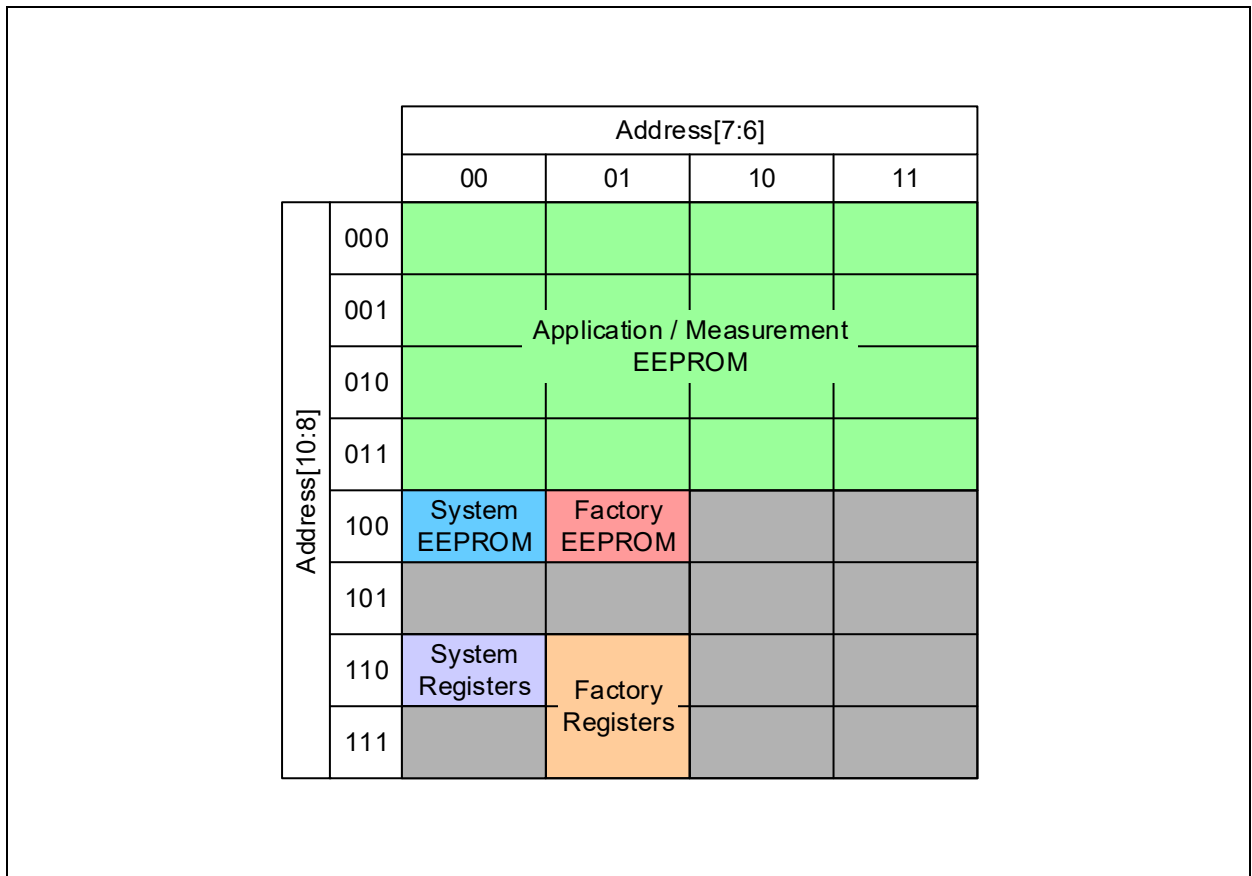 Address[7:6]
00 01 10 11
Address[10:8]
000
001
Application / Measurement
EEPROM
010
011
100
System
EEPROM
Factory
EEPROM
101
110
System
Registers
Factory
Registers
111